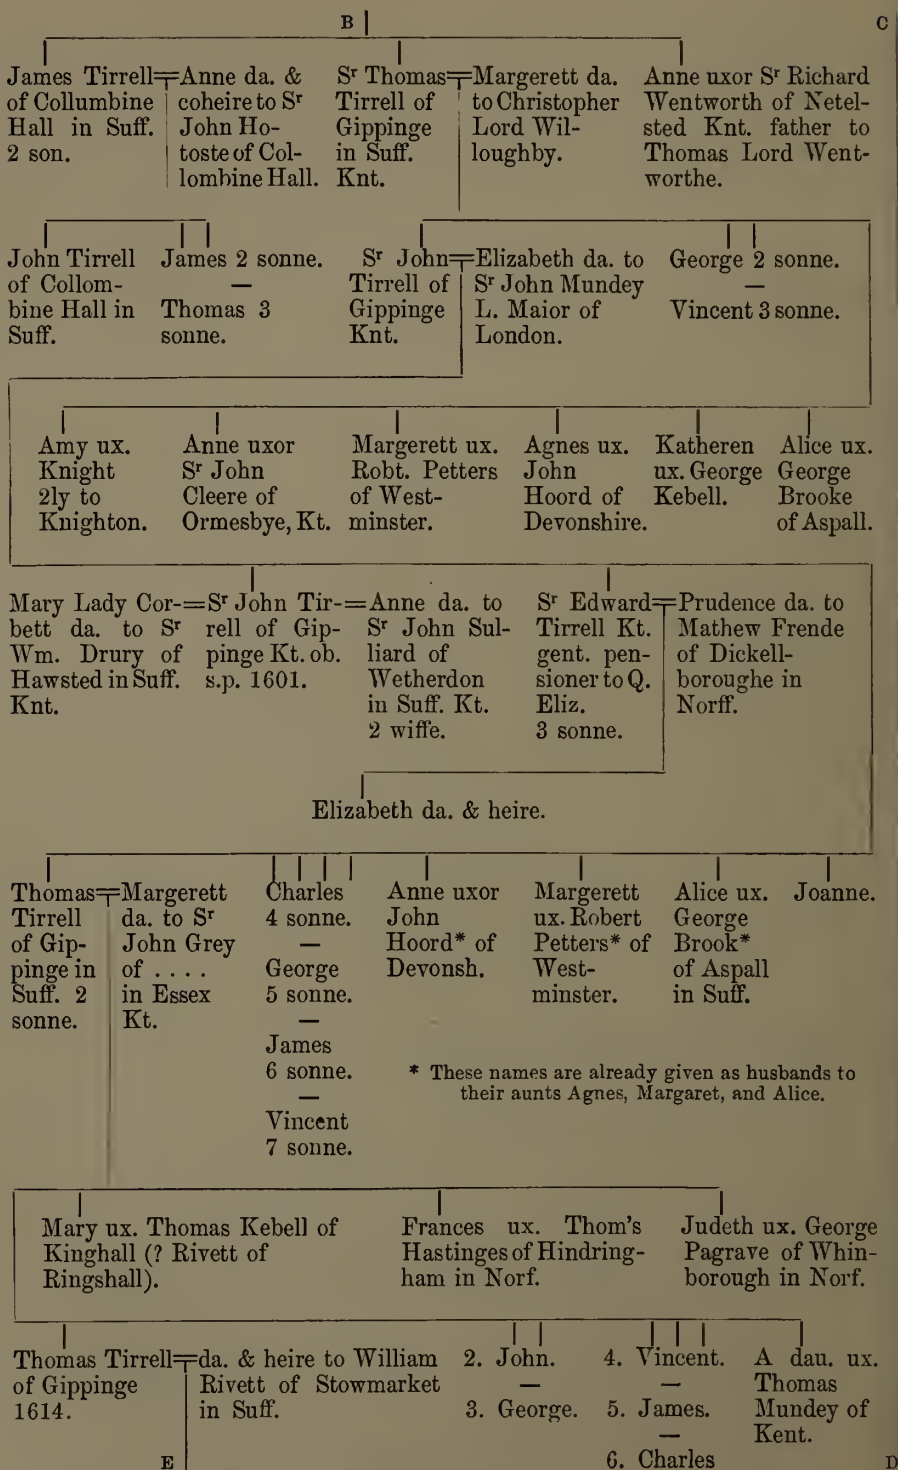 B C
James Tirrell
of Collumbine
Hall in Suff.
2 son.
Anne da. &
coheire to Sr
John Ho-
toste of Col-
lombine Hall.
Sr Thomas
Tirrell of
Gippinge
in Suff.
Knt.
Margerett da.
to Christopher
Lord Wil-
loughby.
Anne uxor Sr Richard
Wentworth of Netel-
sted Knt. father to
Thomas Lord Went-
worthe.
John Tirrell
of Collom-
bine Hall in
Suff.
James 2 sonne.
—
Thomas 3
sonne.
Sr John
Tirrell of
Gippinge
Knt.
Elizabeth da. to
Sr John Mundey
L. Maior of
London.
George 2 sonne.
—
Vincent 3 sonne.
Amy ux.
Knight
2ly to
Knighton.
Anne uxor
Sr John
Cleere of
Ormesbye, Kt.
Margerett ux.
Robt. Petters
of West-
minster.
Agnes ux.
John
Hoord of
Devonshire.
Katheren
ux. George
Kebell.
Alice ux.
George
Brooke
of Aspall.
Mary Lady Cor-
bett da. to Sr
Wm. Drury of
Hawsted in Suff.
Knt.
Sr John Tir-
rell of Gip-
pinge Kt. ob.
s.p. 1601.
Anne da. to
Sr John Sul-
liard of
Wetherdon
in Suff. Kt.
2 wiffe.
Sr Edward
Tirrell Kt.
gent. pen-
sioner to Q.
Eliz.
3 sonne.
Prudence da. to
Mathew Frende
of Dickell-
boroughe in
Norff.
Elizabeth da. & heire.
Thomas
Tirrell
of Gip-
pinge in
Suff. 2
sonne.
Margerett
da. to Sr
John Grey
of ....
in Essex
Kt.
Charles
4 sonne.
—
George
5 sonne.
—
James
6 sonne.
—
Vincent
7 sonne.
Anne uxor
John
Hoord* of
Devonsh.
Margerett
ux. Robert
Petters* of
West-
minster.
Alice ux.
George
Brook*
of Aspall
in Suff.
Joanne.
* These names are already given as husbands to
their aunts Agnes, Margaret, and Alice.
Mary ux. Thomas Kebell of
Kinghall (? Rivett of
Ringshall).
Frances ux. Thom's
Hastinges of Hindring-
ham in Norf.
Judeth ux. George
Pagrave of Whin-
borough in Norf.
Thomas Tirrell
of Gippinge
1614.
da. & heire to William
Rivett of Stowmarket
in Suff.
2. John.
—
3. George.
4. Vincent.
—
5. James.
—
6. Charles
A dau. ux.
Thomas
Mundey of
Kent.
E D